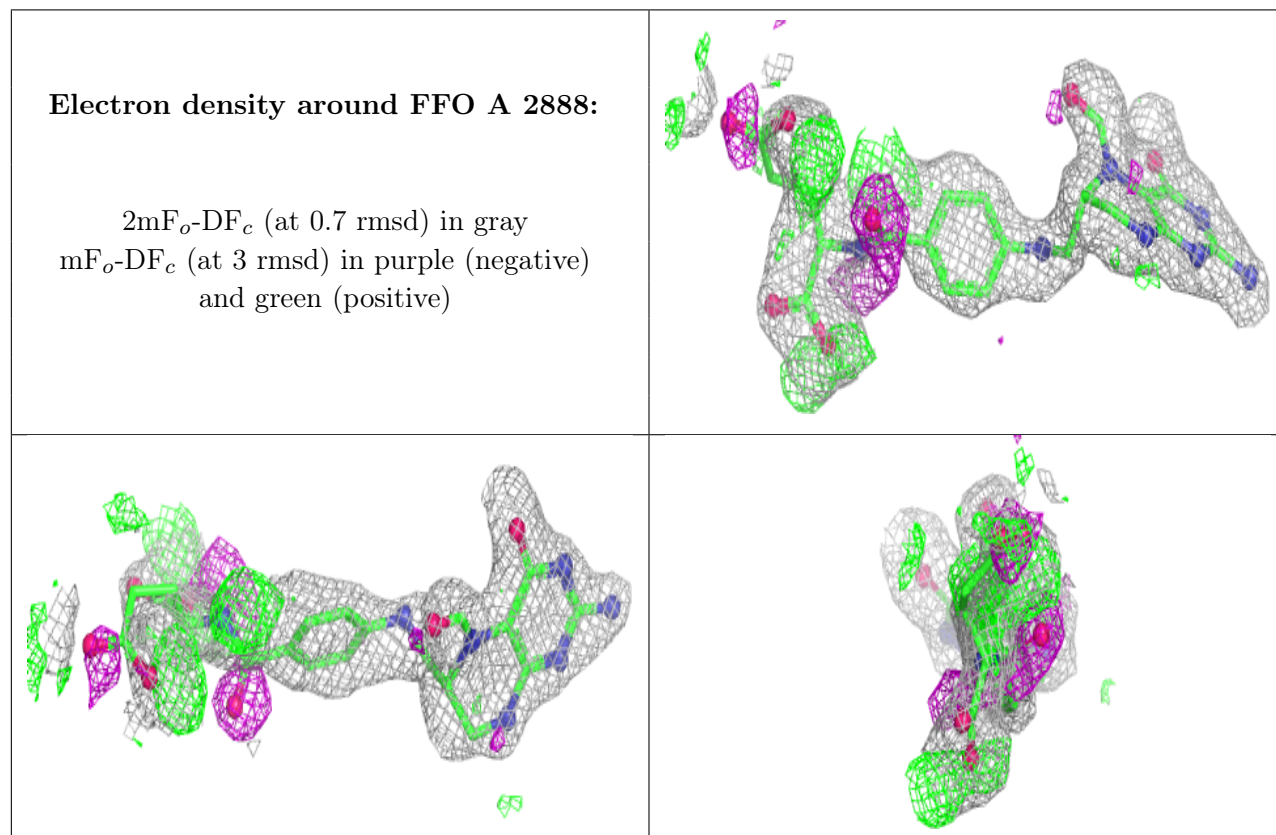 Electron density around FFO A 2888:
2mFo-DFc (at 0.7 rmsd) in gray
mFo-DFc (at 3 rmsd) in purple (negative)
and green (positive)